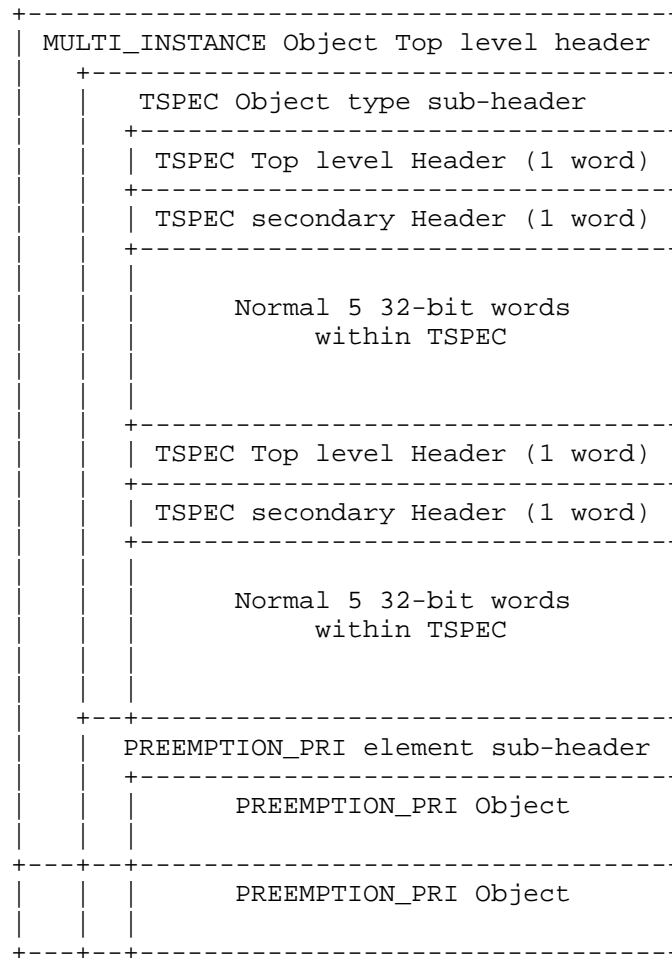 MULTI_INSTANCE Object Top level header
TSPEC Object type sub-header
TSPEC Top level Header (1 word)
TSPEC secondary Header (1 word)
Normal 5 32-bit words
within TSPEC
TSPEC Top level Header (1 word)
TSPEC secondary Header (1 word)
Normal 5 32-bit words
within TSPEC
PREEMPTION_PRI element sub-header
PREEMPTION_PRI Object
PREEMPTION_PRI Object